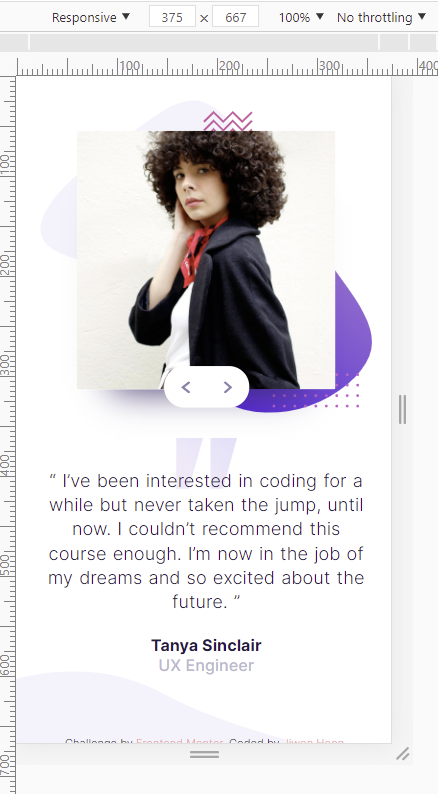 Responsive ▼ 375 × 667 100% ▼ No throttling ▼
100 200 300 400
100
200
300
400
500
600
700
< >
“ I’ve been interested in coding for a
while but never taken the jump, until
now. I couldn’t recommend this
course enough. I’m now in the job of
my dreams and so excited about the
future. ”
Tanya Sinclair
UX Engineer
Challenge by Frontend Mentor. Coded by